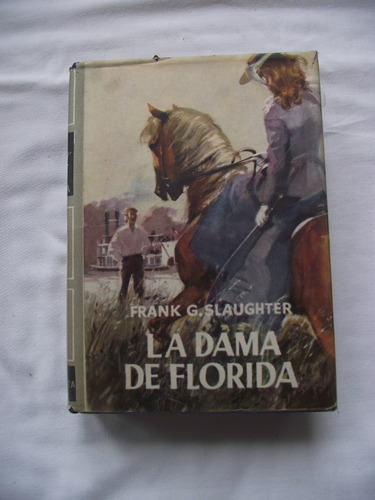 FRANK G. SLAUGHTER
LA DAMA
DE FLORIDA